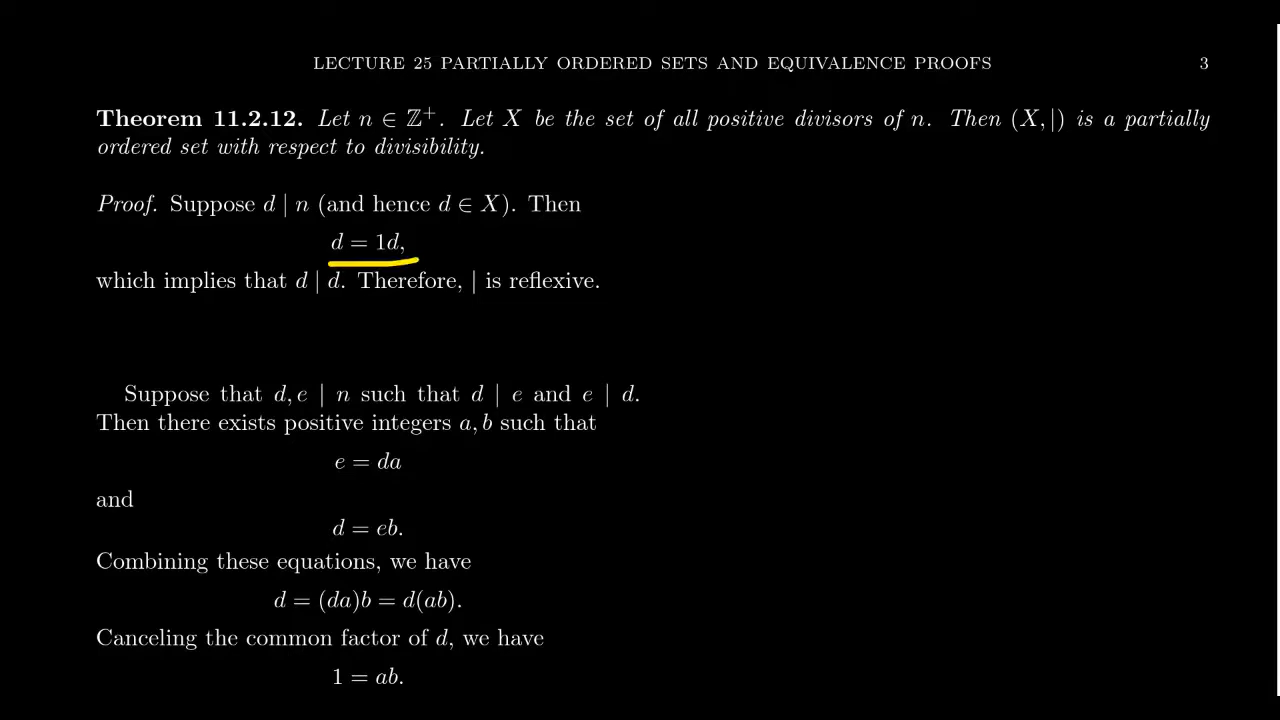 LECTURE 25 PARTIALLY ORDERED SETS AND EQUIVALENCE PROOFS 3
Theorem 11.2.12. Let n ∈ ℤ⁺. Let X be the set of all positive divisors of n. Then (X, |) is a partially
ordered set with respect to divisibility.
Proof. Suppose d | n (and hence d ∈ X). Then
d = 1d,
which implies that d | d. Therefore, | is reflexive.
Suppose that d, e | n such that d | e and e | d.
Then there exists positive integers a, b such that
e = da
and
d = eb.
Combining these equations, we have
d = (da)b = d(ab).
Canceling the common factor of d, we have
1 = ab.